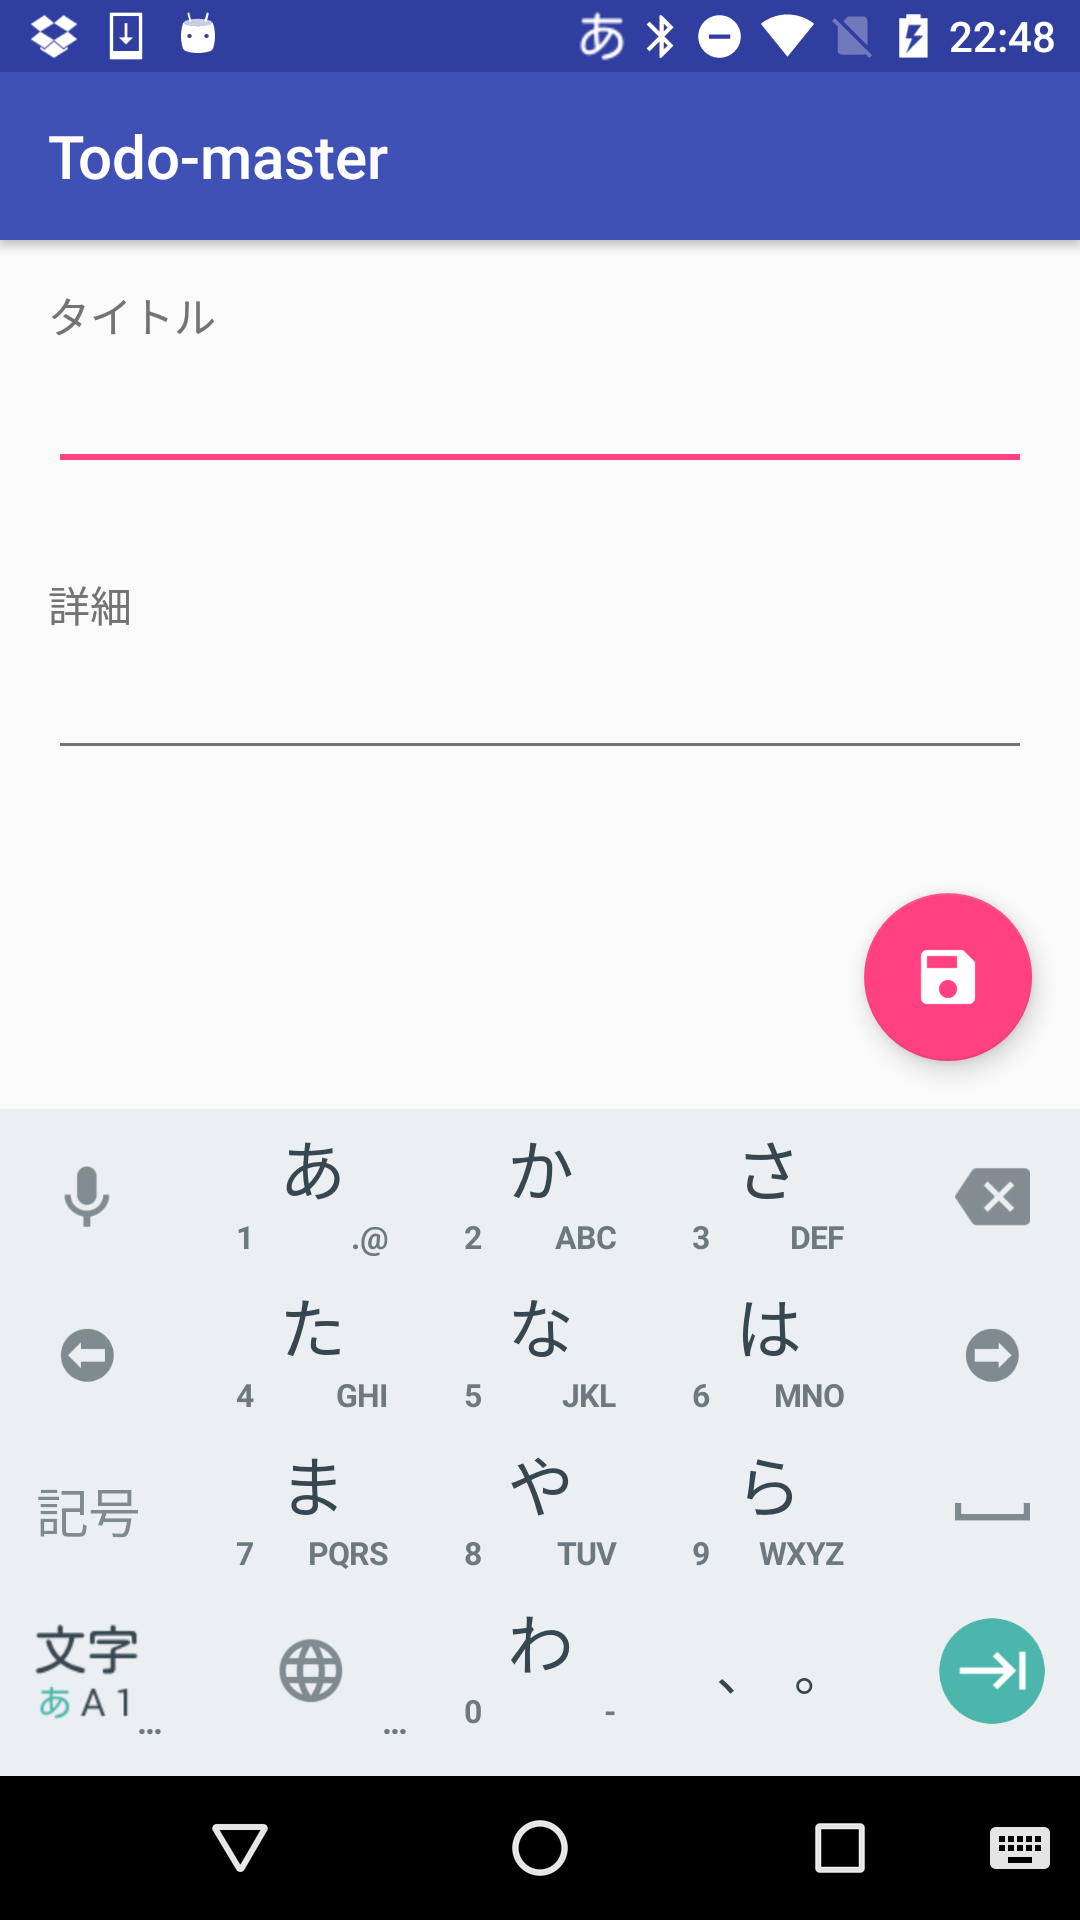 あ 22:48
Todo-master
タイトル
詳細
あ か さ
1 .@ 2 ABC 3 DEF
た な は
4 GHI 5 JKL 6 MNO
記号 ま や ら
7 PQRS 8 TUV 9 WXYZ
文字 わ 、 。
あ A 1 ... ... 0 -